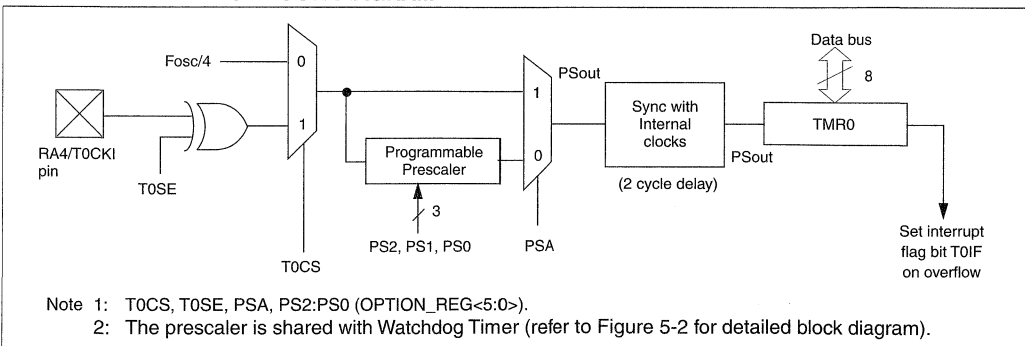 Fosc/4
0
1
RA4/T0CKI
pin
T0SE
T0CS
Programmable
Prescaler
3
PS2, PS1, PS0
1
0
PSA
PSout
Sync with
Internal
clocks
(2 cycle delay)
PSout
Data bus
8
TMR0
Set interrupt
flag bit T0IF
on overflow
Note 1: T0CS, T0SE, PSA, PS2:PS0 (OPTION_REG<5:0>).
2: The prescaler is shared with Watchdog Timer (refer to Figure 5-2 for detailed block diagram).